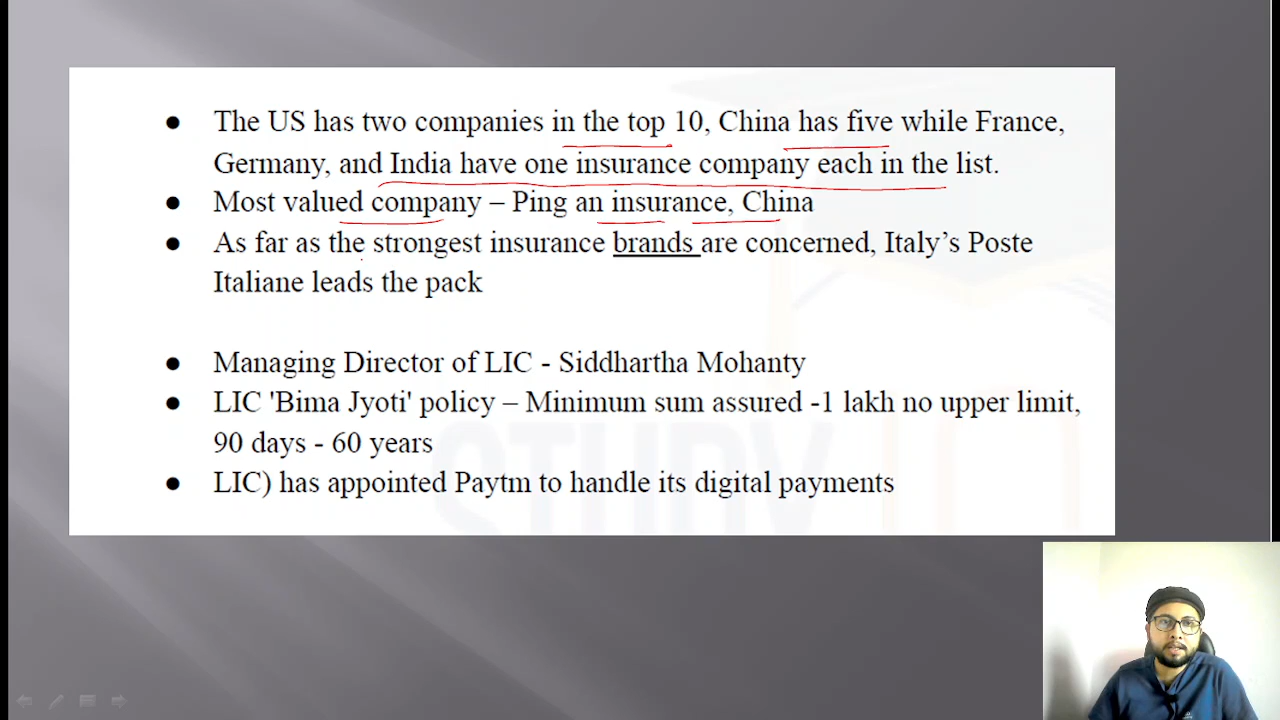 ● The US has two companies in the top 10, China has five while France,
Germany, and India have one insurance company each in the list.
● Most valued company – Ping an insurance, China
● As far as the strongest insurance brands are concerned, Italy’s Poste
Italiane leads the pack
● Managing Director of LIC - Siddhartha Mohanty
● LIC 'Bima Jyoti' policy – Minimum sum assured -1 lakh no upper limit,
90 days - 60 years
● LIC) has appointed Paytm to handle its digital payments
STUDY